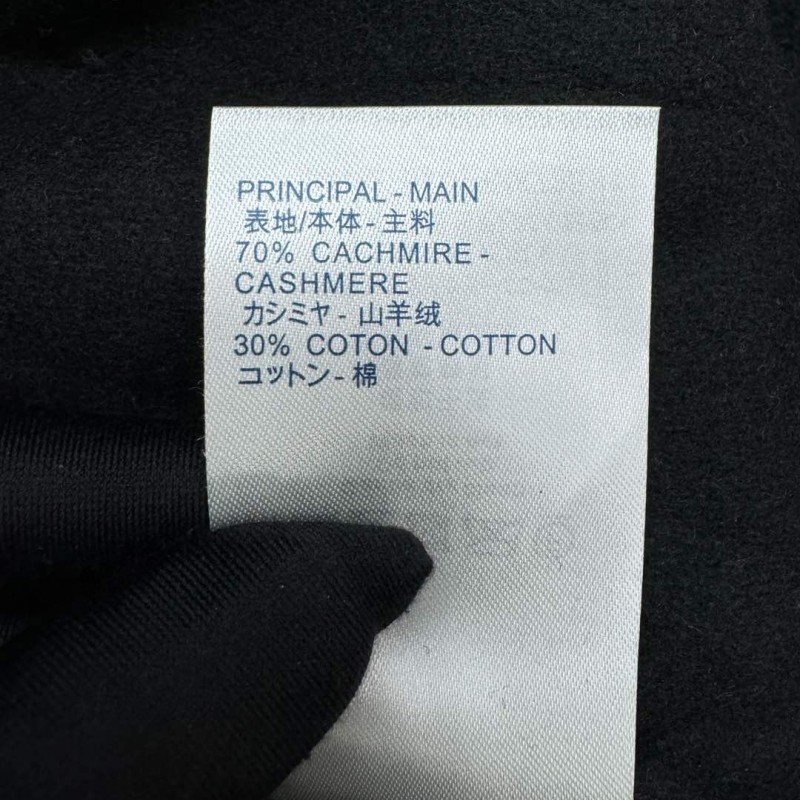 PRINCIPAL - MAIN
表地/本体 - 主料
70% CACHMIRE -
CASHMERE
カシミヤ - 山羊绒
30% COTON - COTTON
コットン - 棉